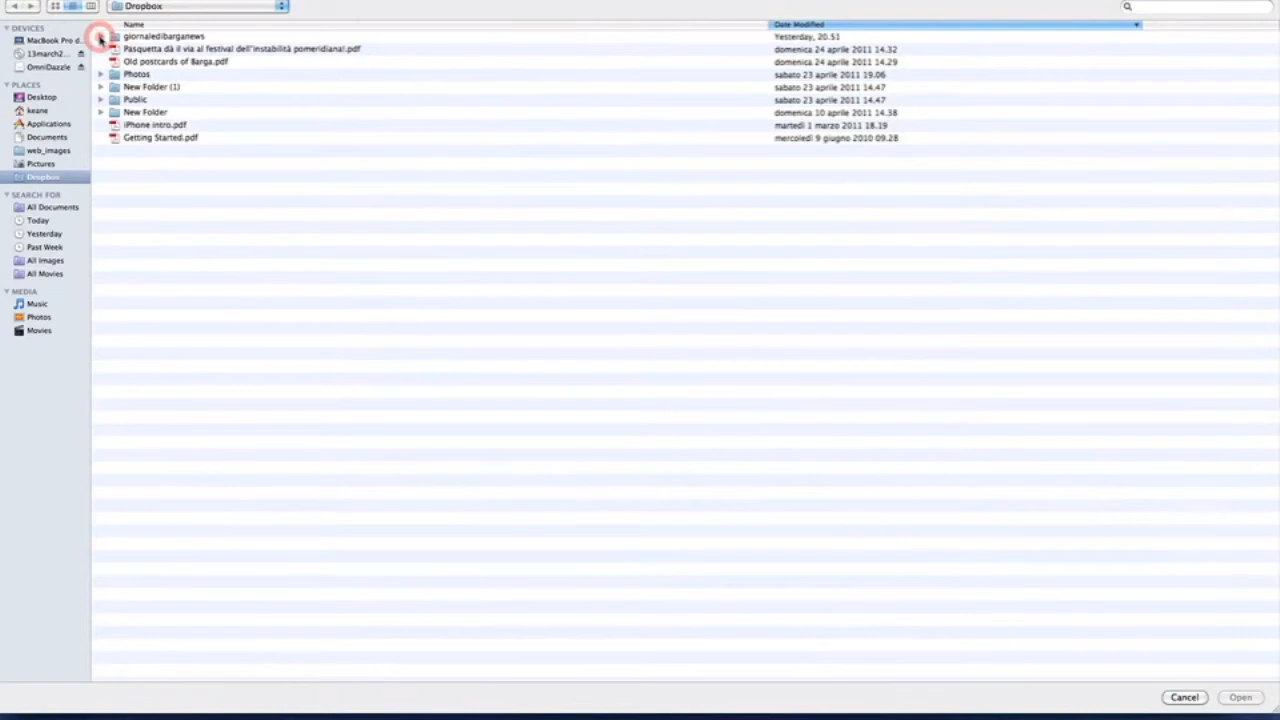 Dropbox
Name Date Modified
DEVICES
MacBook Pro d...
13march2...
OmniDazzle
PLACES
Desktop
keane
Applications
Documents
web_images
Pictures
Dropbox
SEARCH FOR
All Documents
Today
Yesterday
Past Week
All Images
All Movies
MEDIA
Music
Photos
Movies
giornaledibarganews Yesterday, 20.51
Pasquetta dà il via al festival dell'instabilità pomeridiana!.pdf domenica 24 aprile 2011 14.32
Old postcards of Barga.pdf domenica 24 aprile 2011 14.29
Photos sabato 23 aprile 2011 19.06
New Folder (1) sabato 23 aprile 2011 14.47
Public sabato 23 aprile 2011 14.47
New Folder domenica 10 aprile 2011 14.38
iPhone intro.pdf martedì 1 marzo 2011 18.19
Getting Started.pdf mercoledì 9 giugno 2010 09.28
Cancel Open